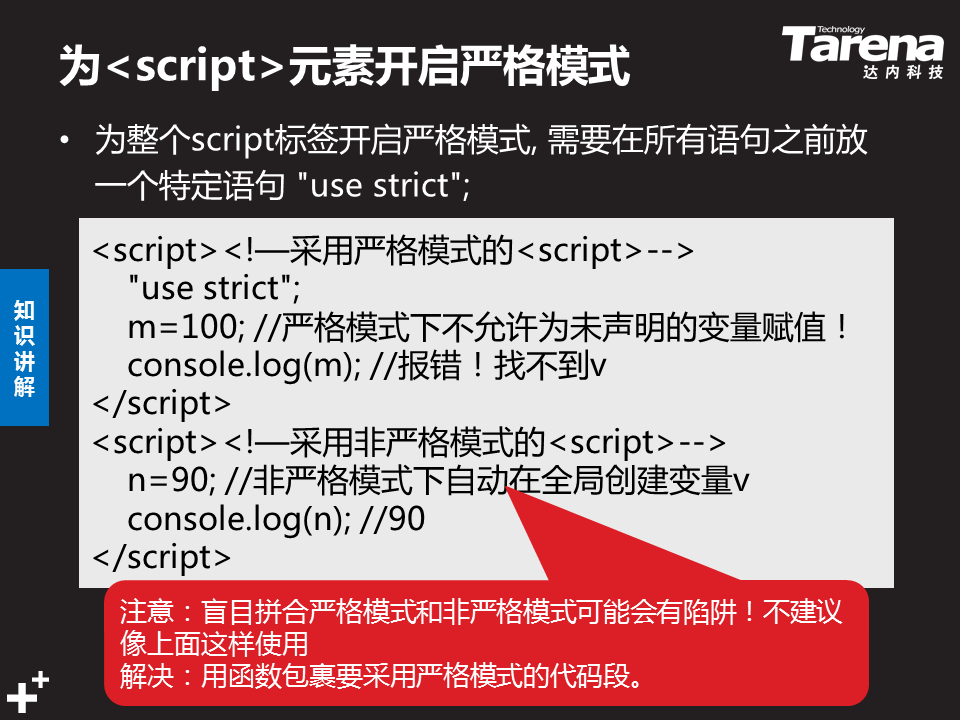 为<script>元素开启严格模式
Technology
Tarena
达内科技
• 为整个script标签开启严格模式, 需要在所有语句之前放
一个特定语句 "use strict";
<script><!—采用严格模式的<script>-->
"use strict";
m=100; //严格模式下不允许为未声明的变量赋值！
console.log(m); //报错！找不到v
</script>
<script><!—采用非严格模式的<script>-->
n=90; //非严格模式下自动在全局创建变量v
console.log(n); //90
</script>
知识讲解
注意：盲目拼合严格模式和非严格模式可能会有陷阱！不建议
像上面这样使用
解决：用函数包裹要采用严格模式的代码段。